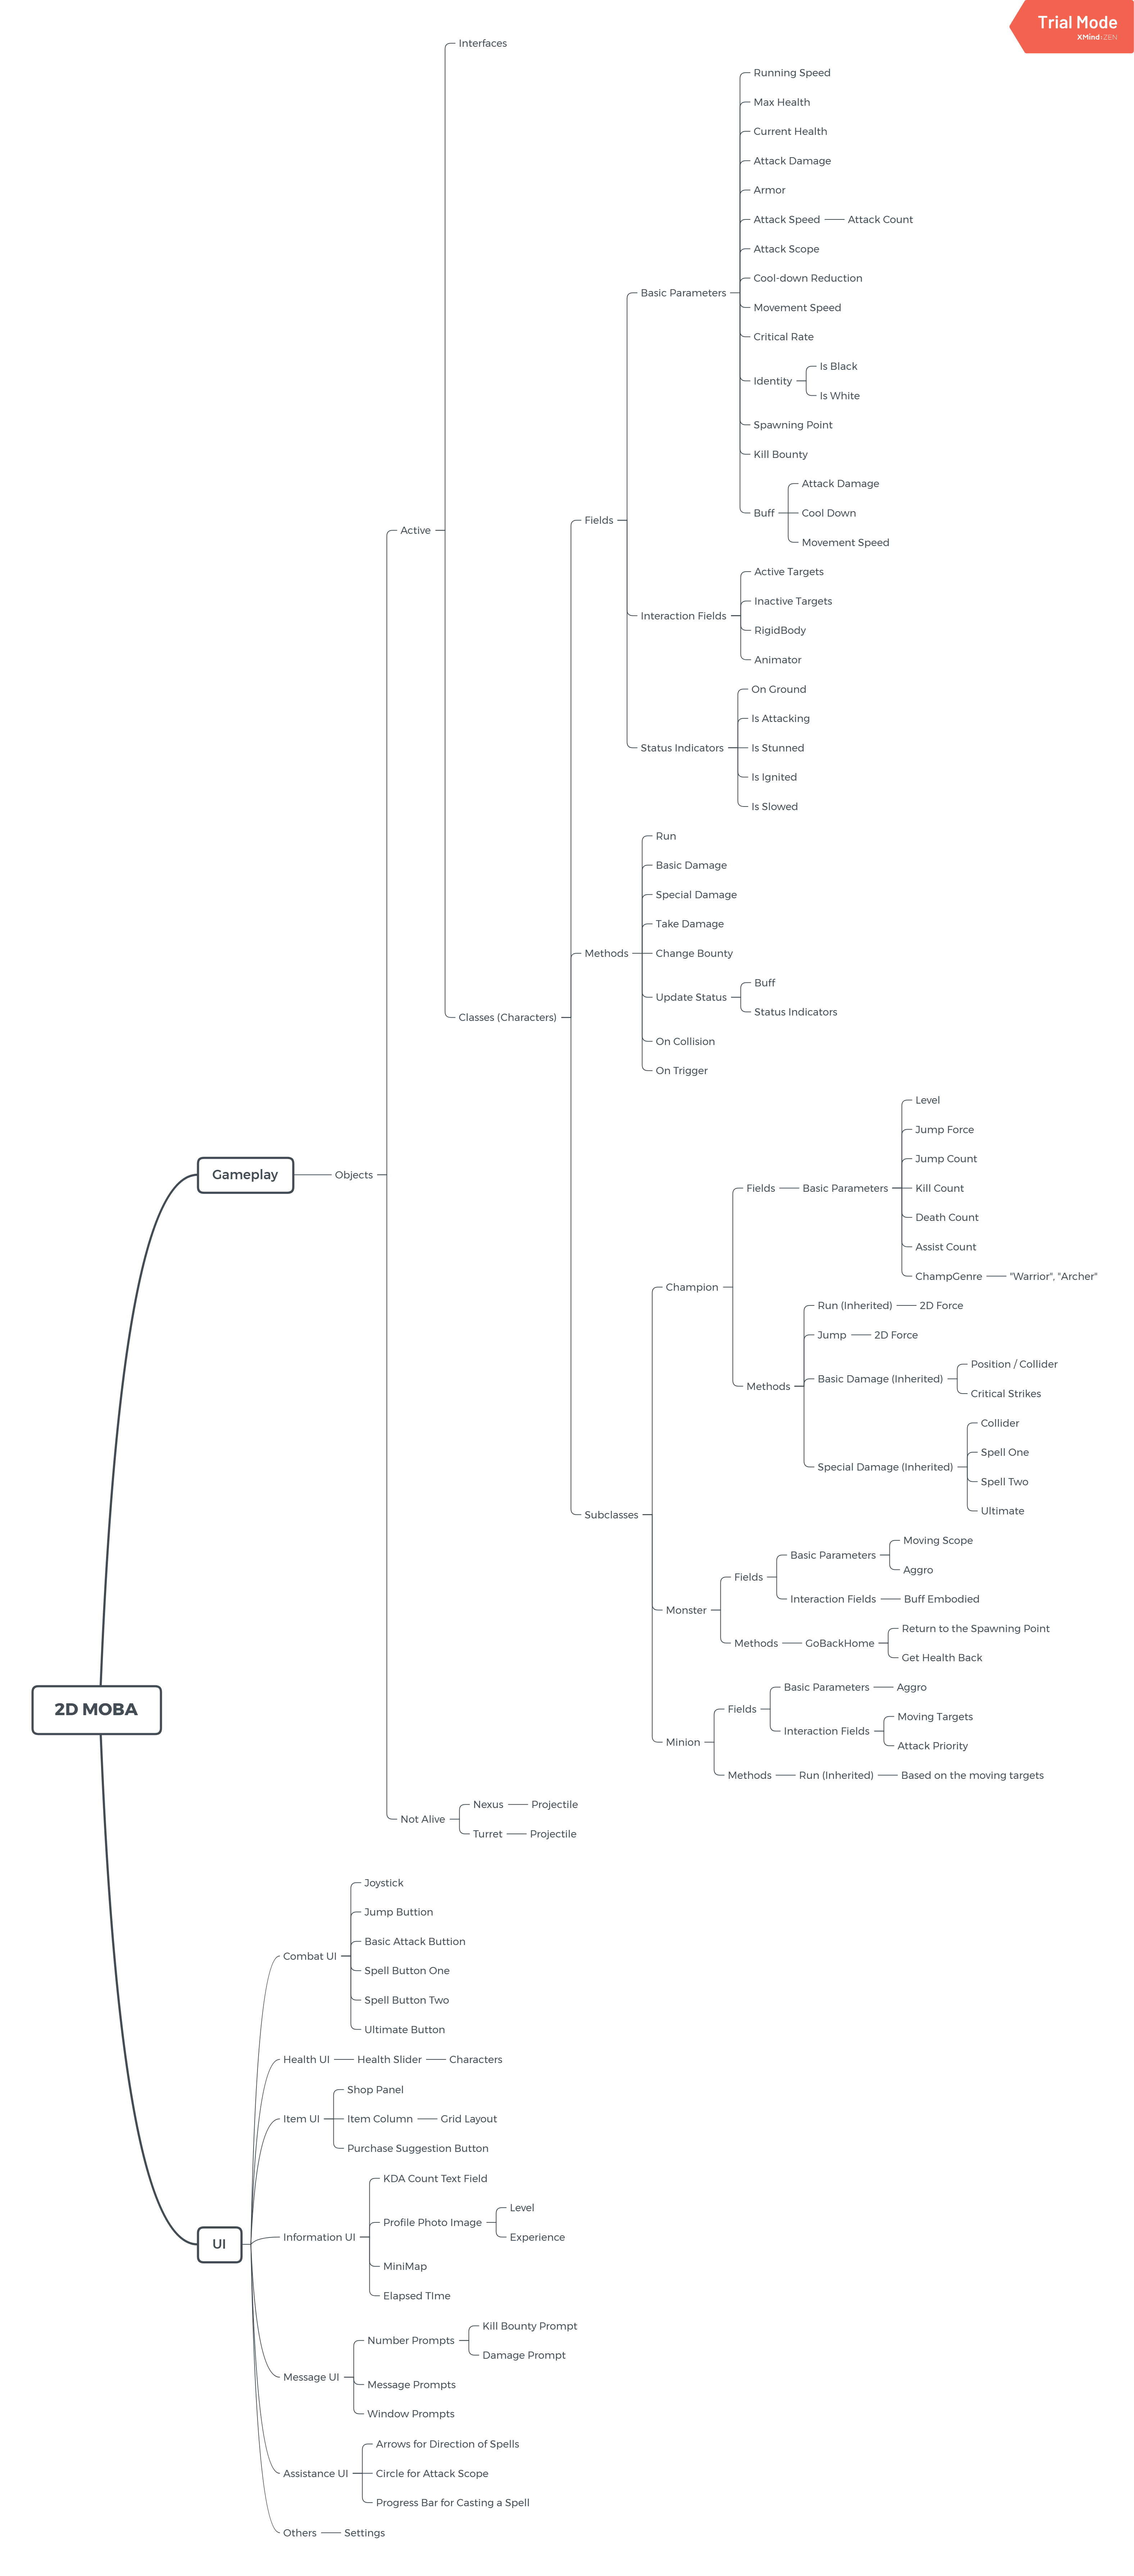 Trial Mode
XMind:ZEN
Interfaces
Running Speed
Max Health
Current Health
Attack Damage
Armor
Attack Speed
Attack Count
Attack Scope
Cool-down Reduction
Basic Parameters
Movement Speed
Critical Rate
Identity
Is Black
Is White
Spawning Point
Kill Bounty
Buff
Attack Damage
Cool Down
Movement Speed
Fields
Active
Interaction Fields
Active Targets
Inactive Targets
RigidBody
Animator
Status Indicators
On Ground
Is Attacking
Is Stunned
Is Ignited
Is Slowed
Methods
Run
Basic Damage
Special Damage
Take Damage
Change Bounty
Update Status
Buff
Status Indicators
On Collision
On Trigger
Classes (Characters)
Gameplay
Objects
Champion
Fields
Basic Parameters
Level
Jump Force
Jump Count
Kill Count
Death Count
Assist Count
ChampGenre
"Warrior", "Archer"
Methods
Run (Inherited)
2D Force
Jump
2D Force
Basic Damage (Inherited)
Position / Collider
Critical Strikes
Special Damage (Inherited)
Collider
Spell One
Spell Two
Ultimate
Subclasses
Monster
Fields
Basic Parameters
Moving Scope
Aggro
Interaction Fields
Buff Embodied
Methods
GoBackHome
Return to the Spawning Point
Get Health Back
2D MOBA
Minion
Fields
Basic Parameters
Aggro
Interaction Fields
Moving Targets
Attack Priority
Methods
Run (Inherited)
Based on the moving targets
Not Alive
Nexus
Projectile
Turret
Projectile
Combat UI
Joystick
Jump Buttion
Basic Attack Button
Spell Button One
Spell Button Two
Ultimate Button
Health UI
Health Slider
Characters
Item UI
Shop Panel
Item Column
Grid Layout
Purchase Suggestion Button
UI
Information UI
KDA Count Text Field
Profile Photo Image
Level
Experience
MiniMap
Elapsed TIme
Message UI
Number Prompts
Kill Bounty Prompt
Damage Prompt
Message Prompts
Window Prompts
Assistance UI
Arrows for Direction of Spells
Circle for Attack Scope
Progress Bar for Casting a Spell
Others
Settings